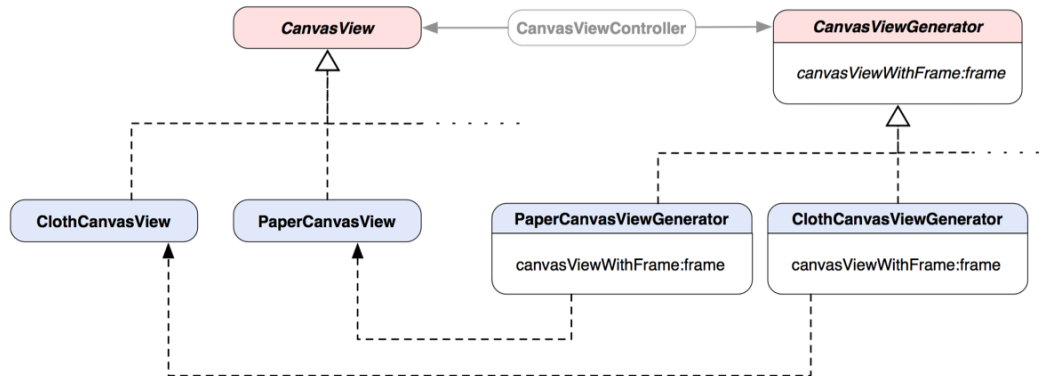 CanvasView
CanvasViewController
CanvasViewGenerator
canvasViewWithFrame:frame
ClothCanvasView
PaperCanvasView
PaperCanvasViewGenerator
canvasViewWithFrame:frame
ClothCanvasViewGenerator
canvasViewWithFrame:frame